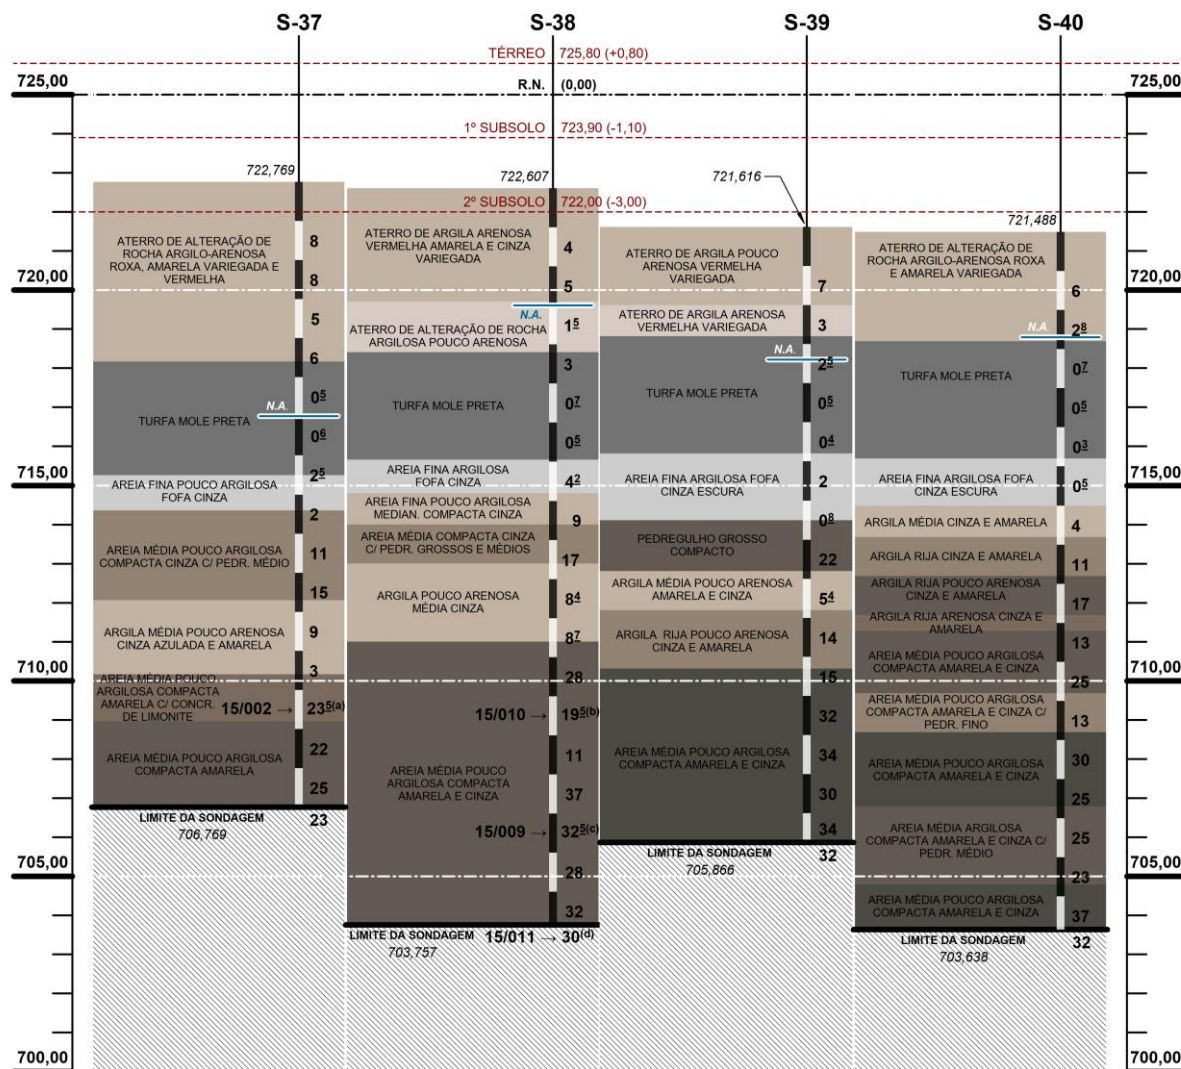 S-37
S-38
S-39
S-40
TÉRREO 725,80 (+0,80)
725,00
R.N. (0,00)
725,00
1º SUBSOLO 723,90 (-1,10)
722,769
722,607
721,616
2º SUBSOLO 722,00 (-3,00)
721,488
720,00
720,00
715,00
715,00
710,00
710,00
705,00
705,00
700,00
700,00
ATERRO DE ALTERAÇÃO DE
ROCHA ARGILO-ARENOSA
ROXA, AMARELA VARIEGADA E
VERMELHA
8
8
5
6
TURFA MOLE PRETA
N.A.
0⁵
0⁶
2⁵
AREIA FINA POUCO ARGILOSA
FOFA CINZA
2
AREIA MÉDIA POUCO ARGILOSA
COMPACTA CINZA C/ PEDR. MÉDIO
11
15
ARGILA MÉDIA POUCO ARENOSA
CINZA AZULADA E AMARELA
9
3
AREIA MÉDIA POUCO
ARGILOSA COMPACTA
AMARELA C/ CONCR.
DE LIMONITE
15/002 → 23⁵⁽ᵃ⁾
AREIA MÉDIA POUCO ARGILOSA
COMPACTA AMARELA
22
25
LIMITE DA SONDAGEM
706,769
23
ATERRO DE ARGILA ARENOSA
VERMELHA AMARELA E CINZA
VARIEGADA
4
5
N.A.
ATERRO DE ALTERAÇÃO DE ROCHA
ARGILOSA POUCO ARENOSA
1⁵
3
TURFA MOLE PRETA
0⁷
0⁵
AREIA FINA ARGILOSA
FOFA CINZA
4²
AREIA FINA POUCO ARGILOSA
MEDIAN. COMPACTA CINZA
9
AREIA MÉDIA COMPACTA CINZA
C/ PEDR. GROSSOS E MÉDIOS
17
ARGILA POUCO ARENOSA
MÉDIA CINZA
8⁴
8⁷
28
15/010 → 19⁵⁽ᵇ⁾
AREIA MÉDIA POUCO
ARGILOSA COMPACTA
AMARELA E CINZA
11
37
15/009 → 32⁵⁽ᶜ⁾
28
32
LIMITE DA SONDAGEM
703,757
15/011 → 30⁽ᵈ⁾
ATERRO DE ARGILA POUCO
ARENOSA VERMELHA
VARIEGADA
7
ATERRO DE ARGILA ARENOSA
VERMELHA VARIEGADA
3
N.A.
2⁵
TURFA MOLE PRETA
0⁵
0⁴
AREIA FINA ARGILOSA FOFA
CINZA ESCURA
2
0⁸
PEDREGULHO GROSSO
COMPACTO
22
ARGILA MÉDIA POUCO ARENOSA
AMARELA E CINZA
5⁴
ARGILA RIJA POUCO ARENOSA
CINZA E AMARELA
14
15
32
AREIA MÉDIA POUCO ARGILOSA
COMPACTA AMARELA E CINZA
34
30
34
LIMITE DA SONDAGEM
705,866
32
ATERRO DE ALTERAÇÃO DE
ROCHA ARGILO-ARENOSA ROXA
E AMARELA VARIEGADA
6
N.A.
2⁸
TURFA MOLE PRETA
0⁷
0⁵
0³
AREIA FINA ARGILOSA FOFA
CINZA ESCURA
0⁵
ARGILA MÉDIA CINZA E AMARELA
4
ARGILA RIJA CINZA E AMARELA
11
ARGILA RIJA POUCO ARENOSA
CINZA E AMARELA
17
ARGILA RIJA ARENOSA CINZA E
AMARELA
13
AREIA MÉDIA POUCO ARGILOSA
COMPACTA AMARELA E CINZA
25
AREIA MÉDIA POUCO ARGILOSA
COMPACTA AMARELA E CINZA C/
PEDR. FINO
13
AREIA MÉDIA POUCO ARGILOSA
COMPACTA AMARELA E CINZA
30
25
AREIA MÉDIA ARGILOSA
COMPACTA AMARELA E CINZA C/
PEDR. MÉDIO
25
23
AREIA MÉDIA POUCO ARGILOSA
COMPACTA AMARELA E CINZA
37
LIMITE DA SONDAGEM
703,638
32